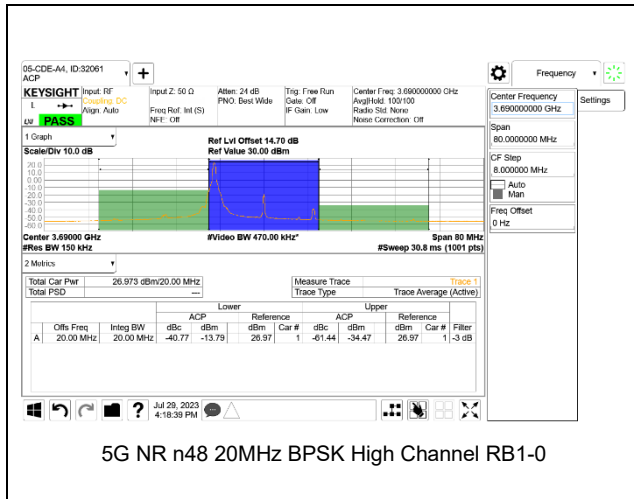 05-CDE-A4, ID:32061
ACP
Frequency
KEYSIGHT Input: RF Input Z: 50 Ω Atten: 24 dB Trig: Free Run Center Freq: 3.690000000 GHz
Coupling: DC PNO: Best Wide Gate: Off Avg|Hold: 100/100
L Align: Auto Freq Ref: Int (S) IF Gain: Low Radio Std: None
PASS NFE: Off Noise Correction: Off
Center Frequency
3.690000000 GHz
Settings
Span
80.0000000 MHz
CF Step
8.000000 MHz
Auto
Man
Freq Offset
0 Hz
1 Graph
Scale/Div 10.0 dB
Ref Lvl Offset 14.70 dB
Ref Value 30.00 dBm
20.0
10.0
0.00
-10.0
-20.0
-30.0
-40.0
-50.0
-60.0
Center 3.69000 GHz #Video BW 470.00 kHz* Span 80 MHz
#Res BW 150 kHz #Sweep 30.8 ms (1001 pts)
2 Metrics
Total Car Pwr 26.973 dBm/20.00 MHz Measure Trace Trace 1
Total PSD --- Trace Type Trace Average (Active)
Lower Upper
ACP Reference ACP Reference
Offs Freq Integ BW dBc dBm dBm Car # dBc dBm dBm Car # Filter
A 20.00 MHz 20.00 MHz -40.77 -13.79 26.97 1 -61.44 -34.47 26.97 1 -3 dB
Jul 29, 2023
4:18:39 PM
5G NR n48 20MHz BPSK High Channel RB1-0